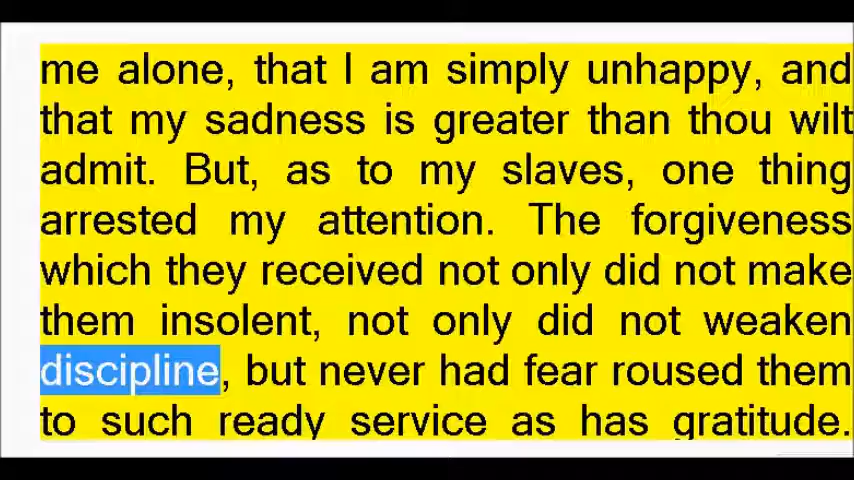 me alone, that I am simply unhappy, and
that my sadness is greater than thou wilt
admit. But, as to my slaves, one thing
arrested my attention. The forgiveness
which they received not only did not make
them insolent, not only did not weaken
discipline, but never had fear roused them
to such ready service as has gratitude.